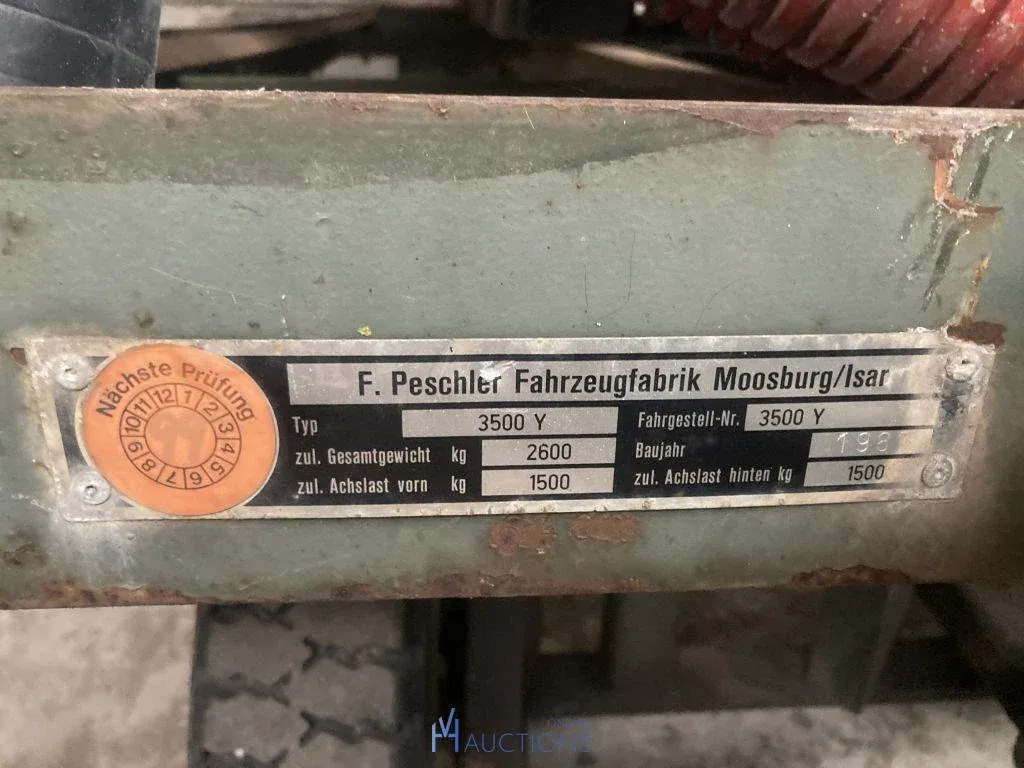 Nächste Prüfung
1 2 3 4 5 6 7 8 9 10 11 12
F. Peschler Fahrzeugfabrik Moosburg/Isar
Typ 3500 Y Fahrgestell-Nr. 3500 Y
zul. Gesamtgewicht kg 2600 Baujahr 198
zul. Achslast vorn kg 1500 zul. Achslast hinten kg 1500
AUCTIONS